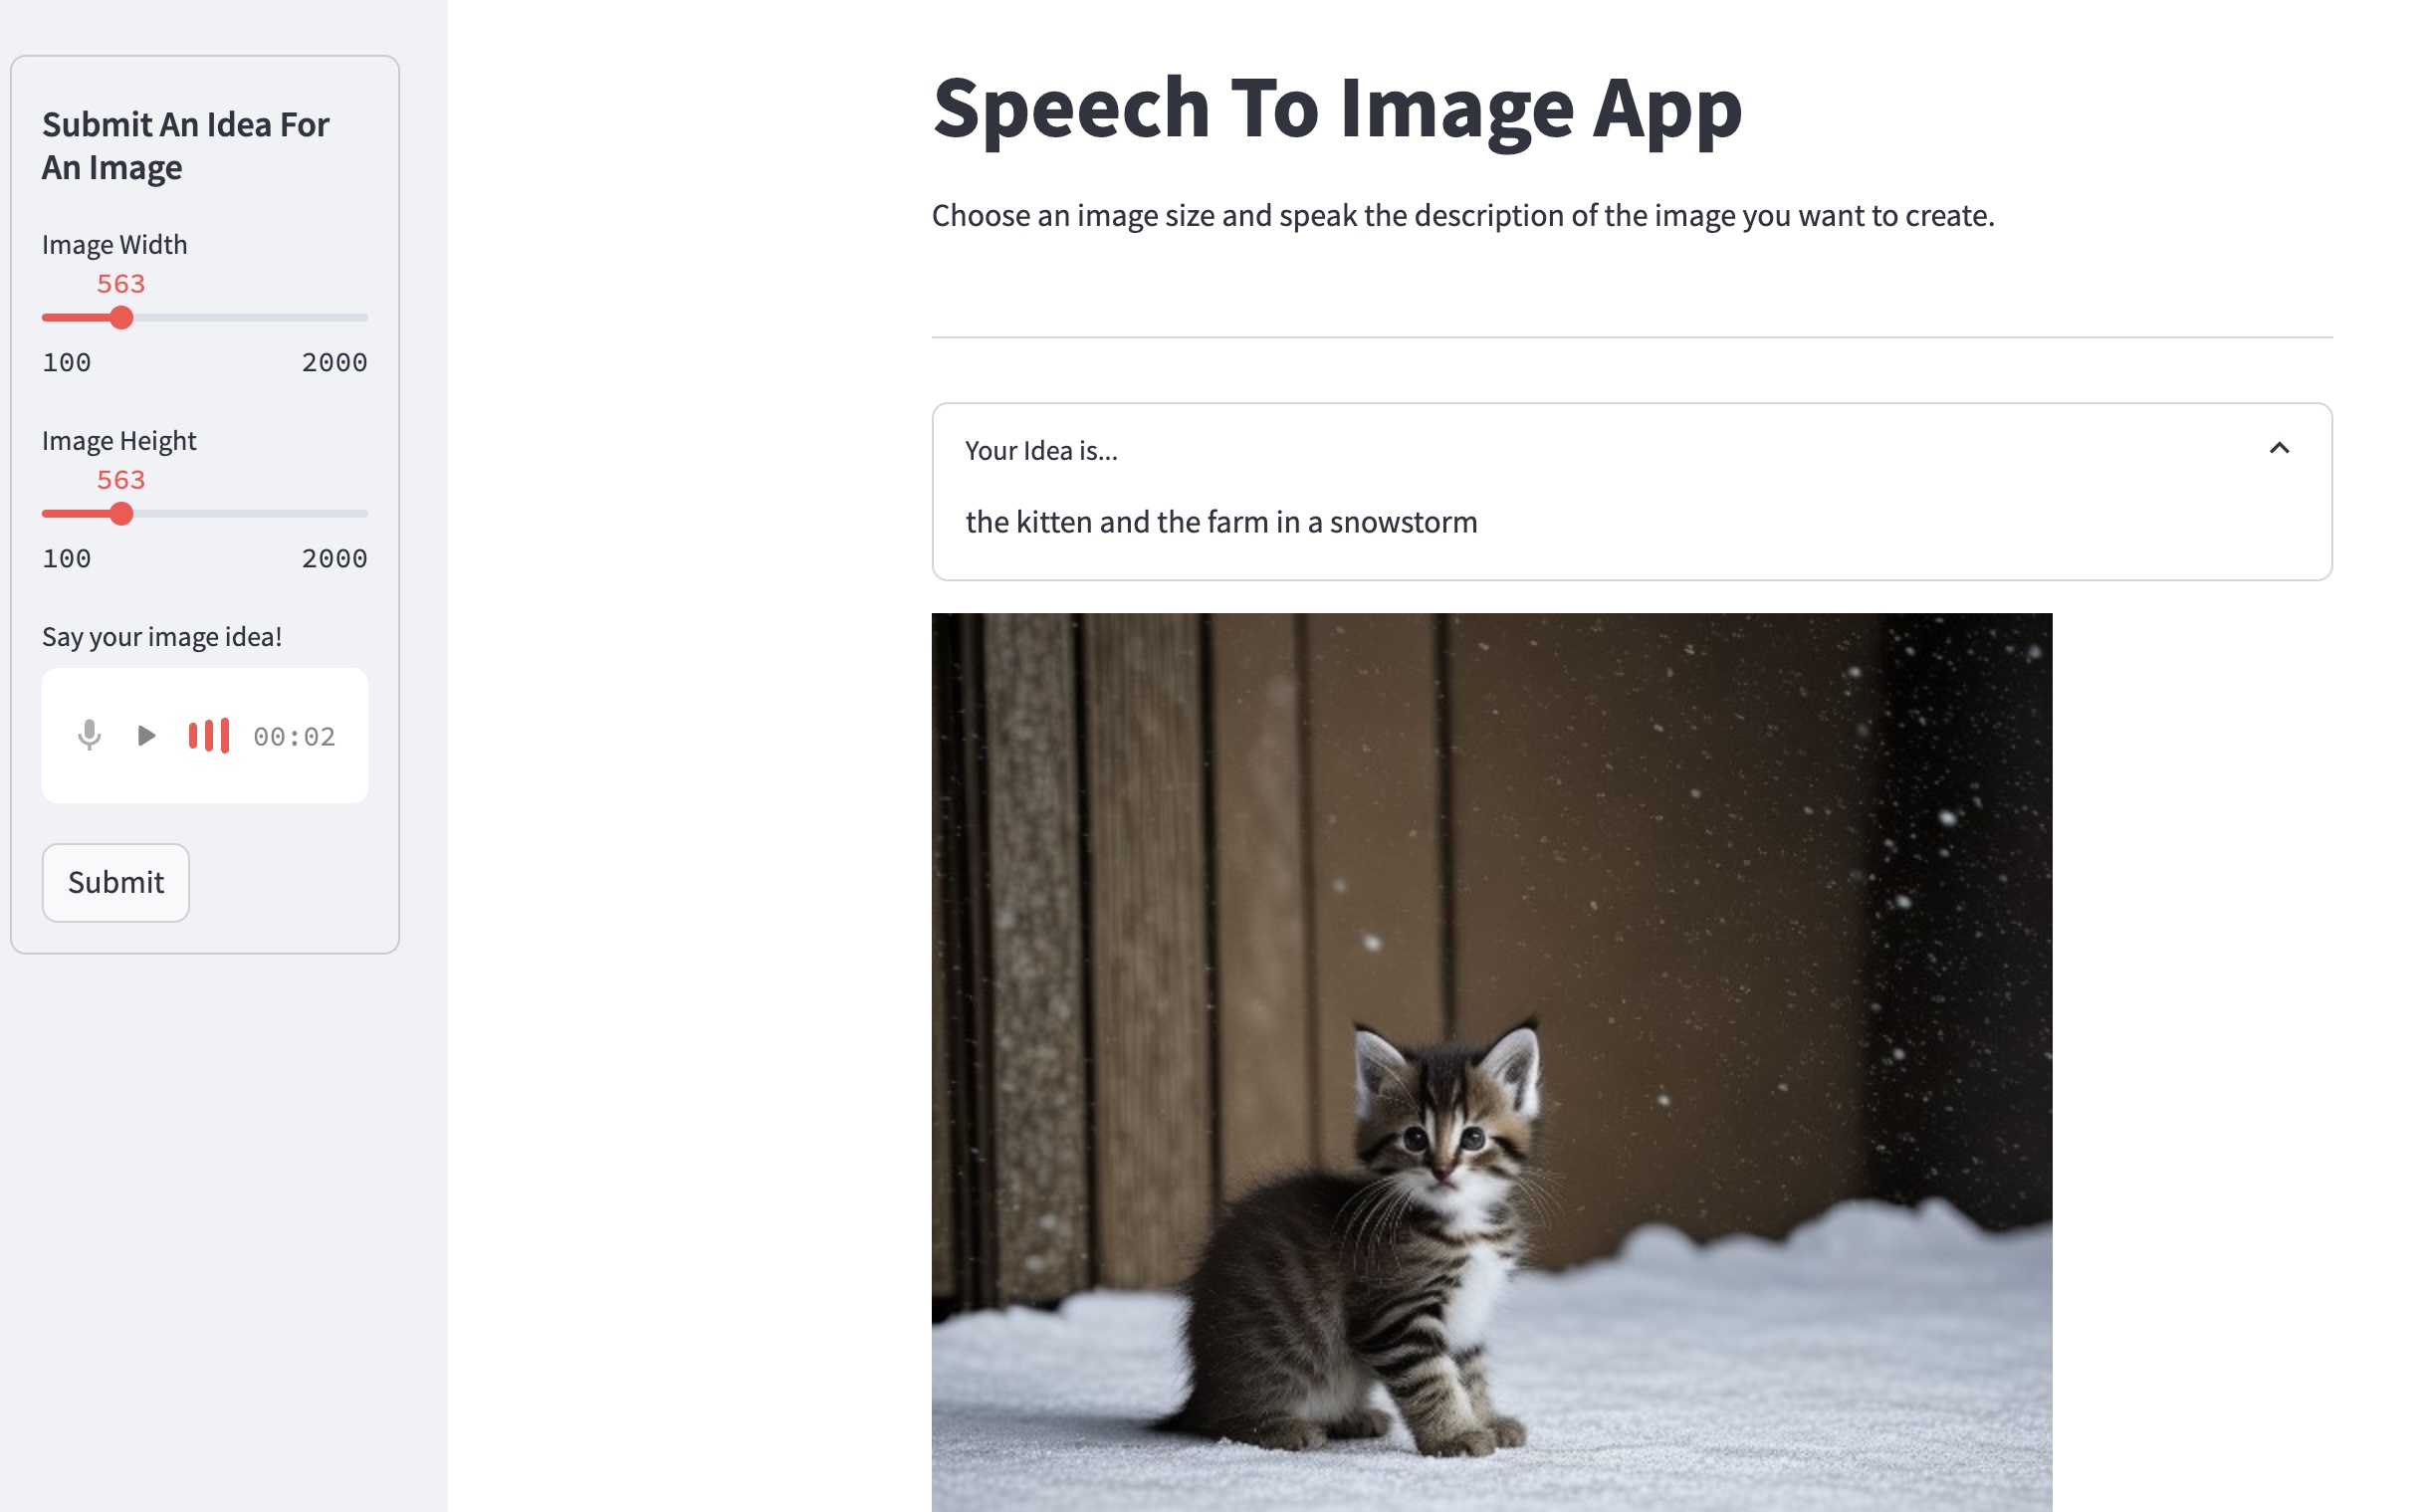 Submit An Idea For
An Image
Image Width
563
100 2000
Image Height
563
100 2000
Say your image idea!
00:02
Submit
Speech To Image App
Choose an image size and speak the description of the image you want to create.
Your Idea is...
the kitten and the farm in a snowstorm